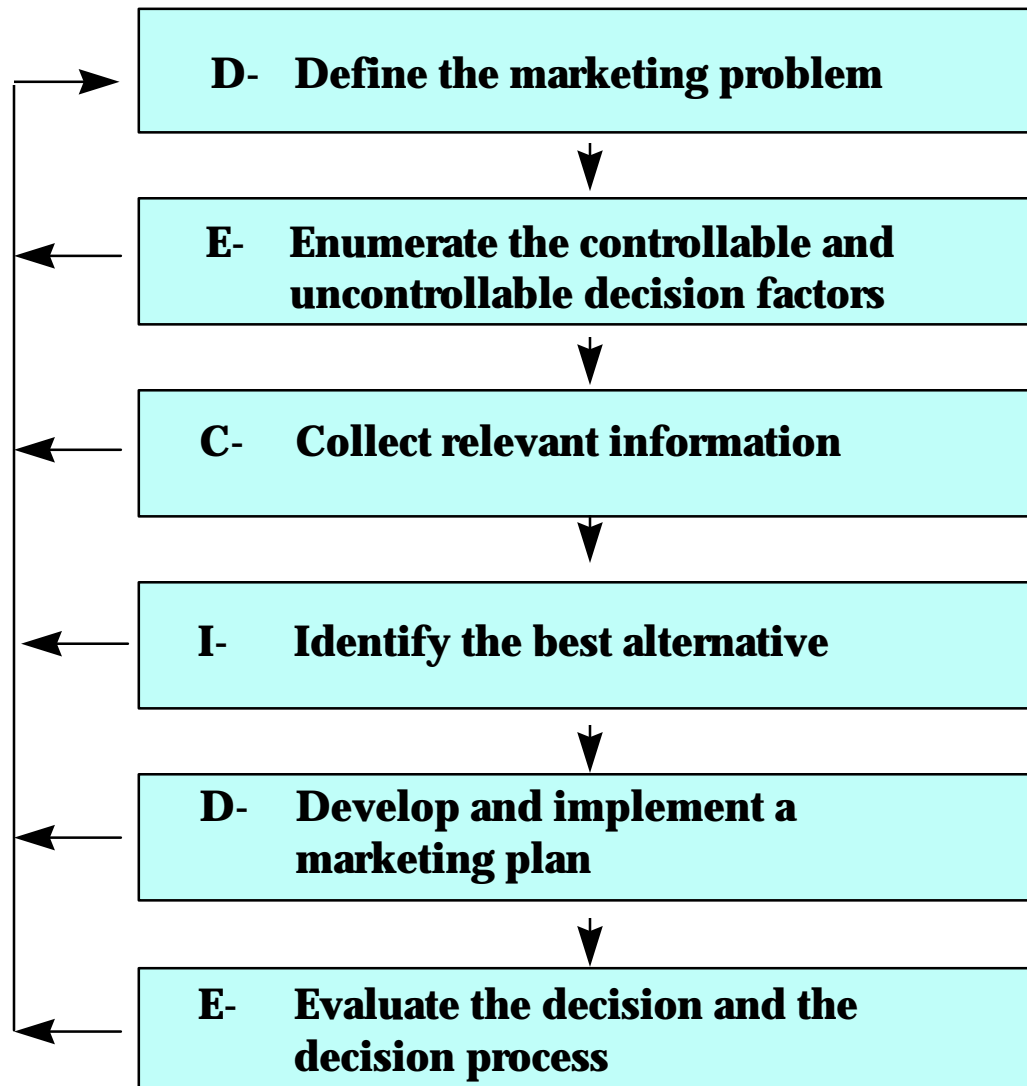 D- Define the marketing problem
E- Enumerate the controllable and
uncontrollable decision factors
C- Collect relevant information
I- Identify the best alternative
D- Develop and implement a
marketing plan
E- Evaluate the decision and the
decision process